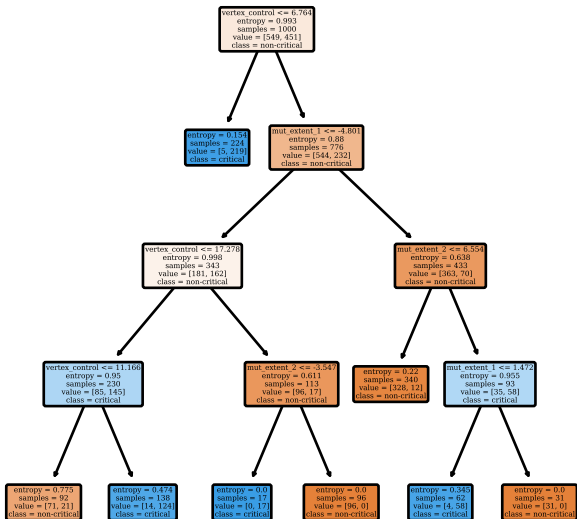 vertex_control <= 6.764
entropy = 0.993
samples = 1000
value = [549, 451]
class = non-critical
entropy = 0.154
samples = 224
value = [5, 219]
class = critical
mut_extent_1 <= -4.801
entropy = 0.88
samples = 776
value = [544, 232]
class = non-critical
vertex_control <= 17.278
entropy = 0.998
samples = 343
value = [181, 162]
class = non-critical
mut_extent_2 <= 6.554
entropy = 0.638
samples = 433
value = [363, 70]
class = non-critical
vertex_control <= 11.166
entropy = 0.95
samples = 230
value = [85, 145]
class = critical
mut_extent_2 <= -3.547
entropy = 0.611
samples = 113
value = [96, 17]
class = non-critical
entropy = 0.22
samples = 340
value = [328, 12]
class = non-critical
mut_extent_1 <= 1.472
entropy = 0.955
samples = 93
value = [35, 58]
class = critical
entropy = 0.775
samples = 92
value = [71, 21]
class = non-critical
entropy = 0.474
samples = 138
value = [14, 124]
class = critical
entropy = 0.0
samples = 17
value = [0, 17]
class = critical
entropy = 0.0
samples = 96
value = [96, 0]
class = non-critical
entropy = 0.345
samples = 62
value = [4, 58]
class = critical
entropy = 0.0
samples = 31
value = [31, 0]
class = non-critical